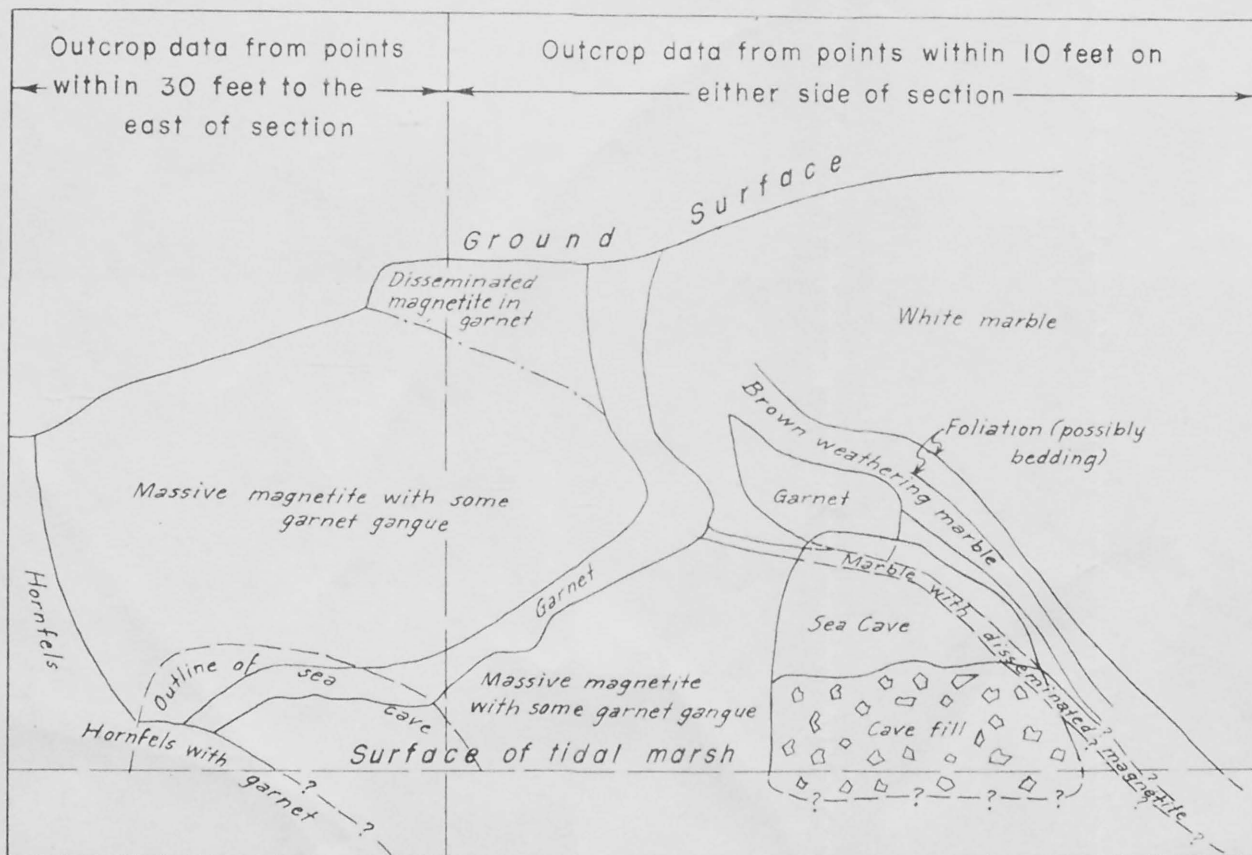 Outcrop data from points
within 30 feet to the
east of section
Outcrop data from points within 10 feet on
either side of section
Ground Surface
Disseminated
magnetite in
garnet
White marble
Brown weathering marble
Foliation (possibly
bedding)
Massive magnetite with some
garnet gangue
Garnet
Hornfels
Garnet
Marble with disseminated magnetite
Sea Cave
Outline of sea cave
Massive magnetite
with some garnet gangue
Cave fill
Hornfels with garnet
Surface of tidal marsh
? ?
? ? ? ?
? ? ? ? ?